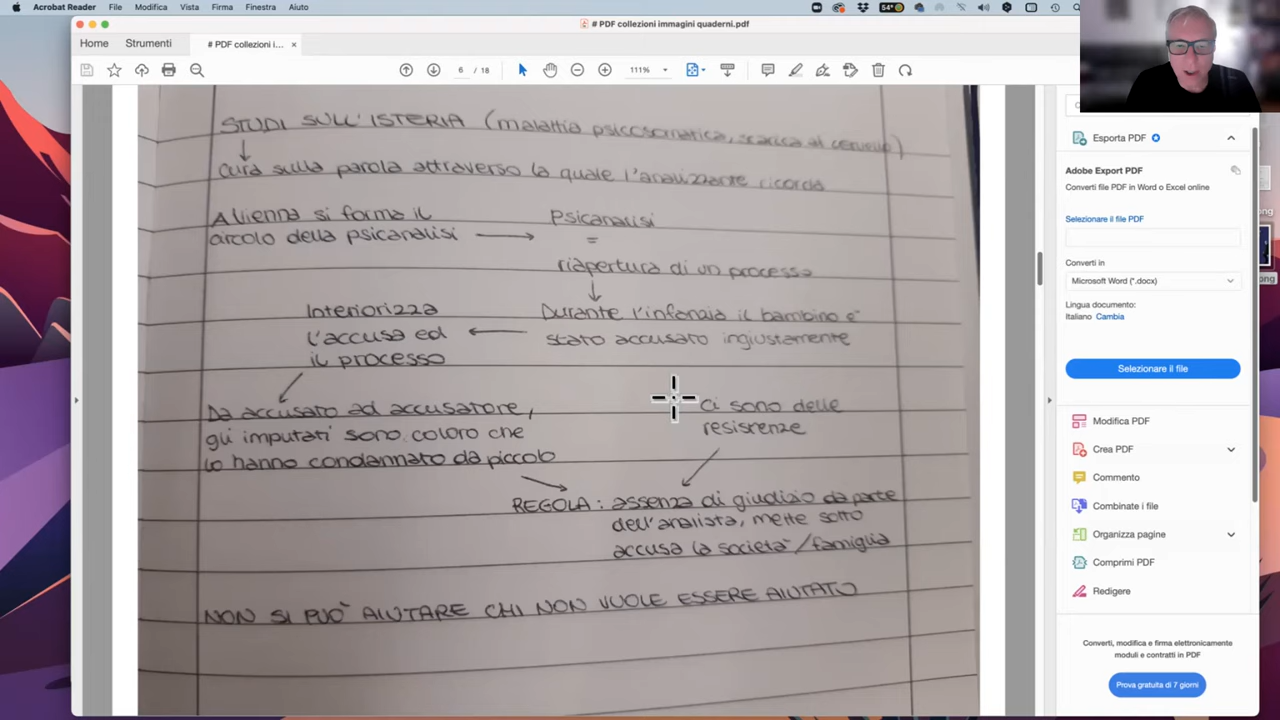 Acrobat Reader File Modifica Vista Firma Finestra Aiuto 54°
# PDF collezioni immagini quaderni.pdf
Home Strumenti # PDF collezioni i... ×
6 / 18 111%
STUDI SULL'ISTERIA (malattia psicosomatica, scarica al cervello)
cura sulla parola attraverso la quale l'analizzante ricorda
A Vienna si forma il
circolo della psicanalisi
Psicanalisi
=
riapertura di un processo
Durante l'infanzia il bambino e'
stato accusato ingiustamente
Interiorizza
l'accusa ed
il processo
Da accusato ad accusatore,
gli imputati sono coloro che
lo hanno condannato da piccolo
Ci sono delle
resistenze
REGOLA: assenza di giudizio da parte
dell'analista, mette sotto
accusa la societa'/famiglia
NON SI PUO' AIUTARE CHI NON VUOLE ESSERE AIUTATO
Esporta PDF
Adobe Export PDF
Converti file PDF in Word o Excel online
Selezionare il file PDF
Converti in
Microsoft Word (*.docx)
Lingua documento:
Italiano Cambia
Selezionare il file
Modifica PDF
Crea PDF
Commento
Combinate i file
Organizza pagine
Comprimi PDF
Redigere
Converti, modifica e firma elettronicamente
moduli e contratti in PDF
Prova gratuita di 7 giorni